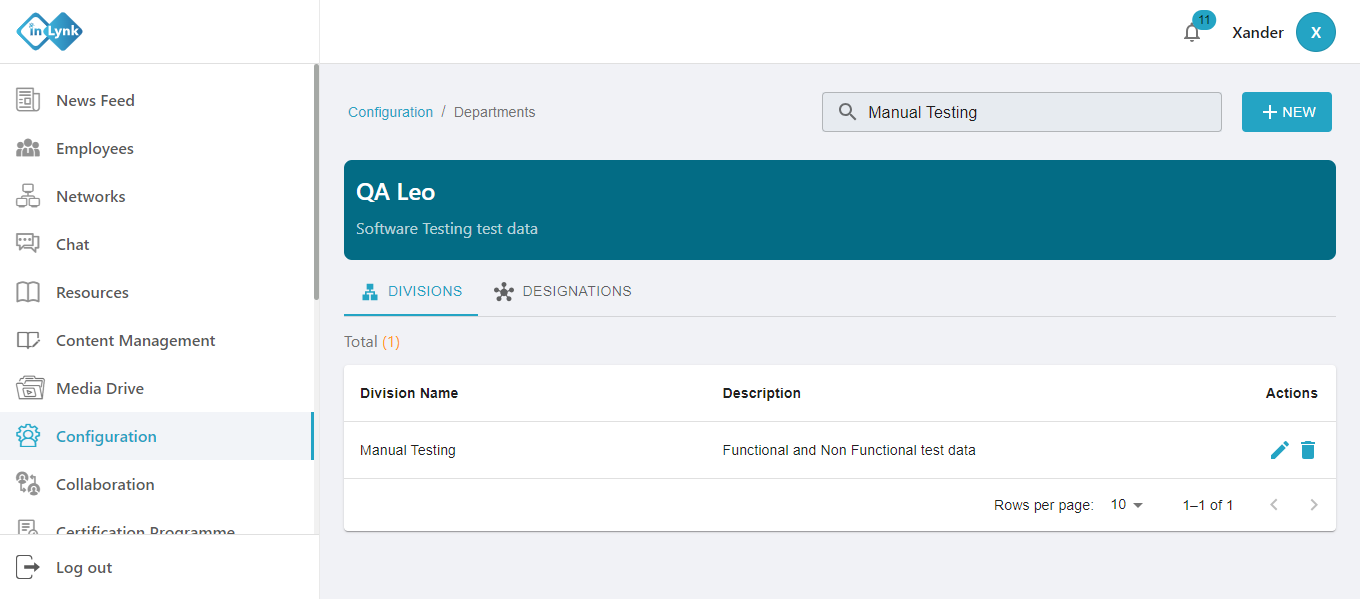 inLynk
11
Xander
X
News Feed
Employees
Networks
Chat
Resources
Content Management
Media Drive
Configuration
Collaboration
Certification Programme
Log out
Configuration / Departments
Manual Testing
+ NEW
QA Leo
Software Testing test data
DIVISIONS DESIGNATIONS
Total (1)
Division Name Description Actions
Manual Testing Functional and Non Functional test data
Rows per page: 10 1–1 of 1